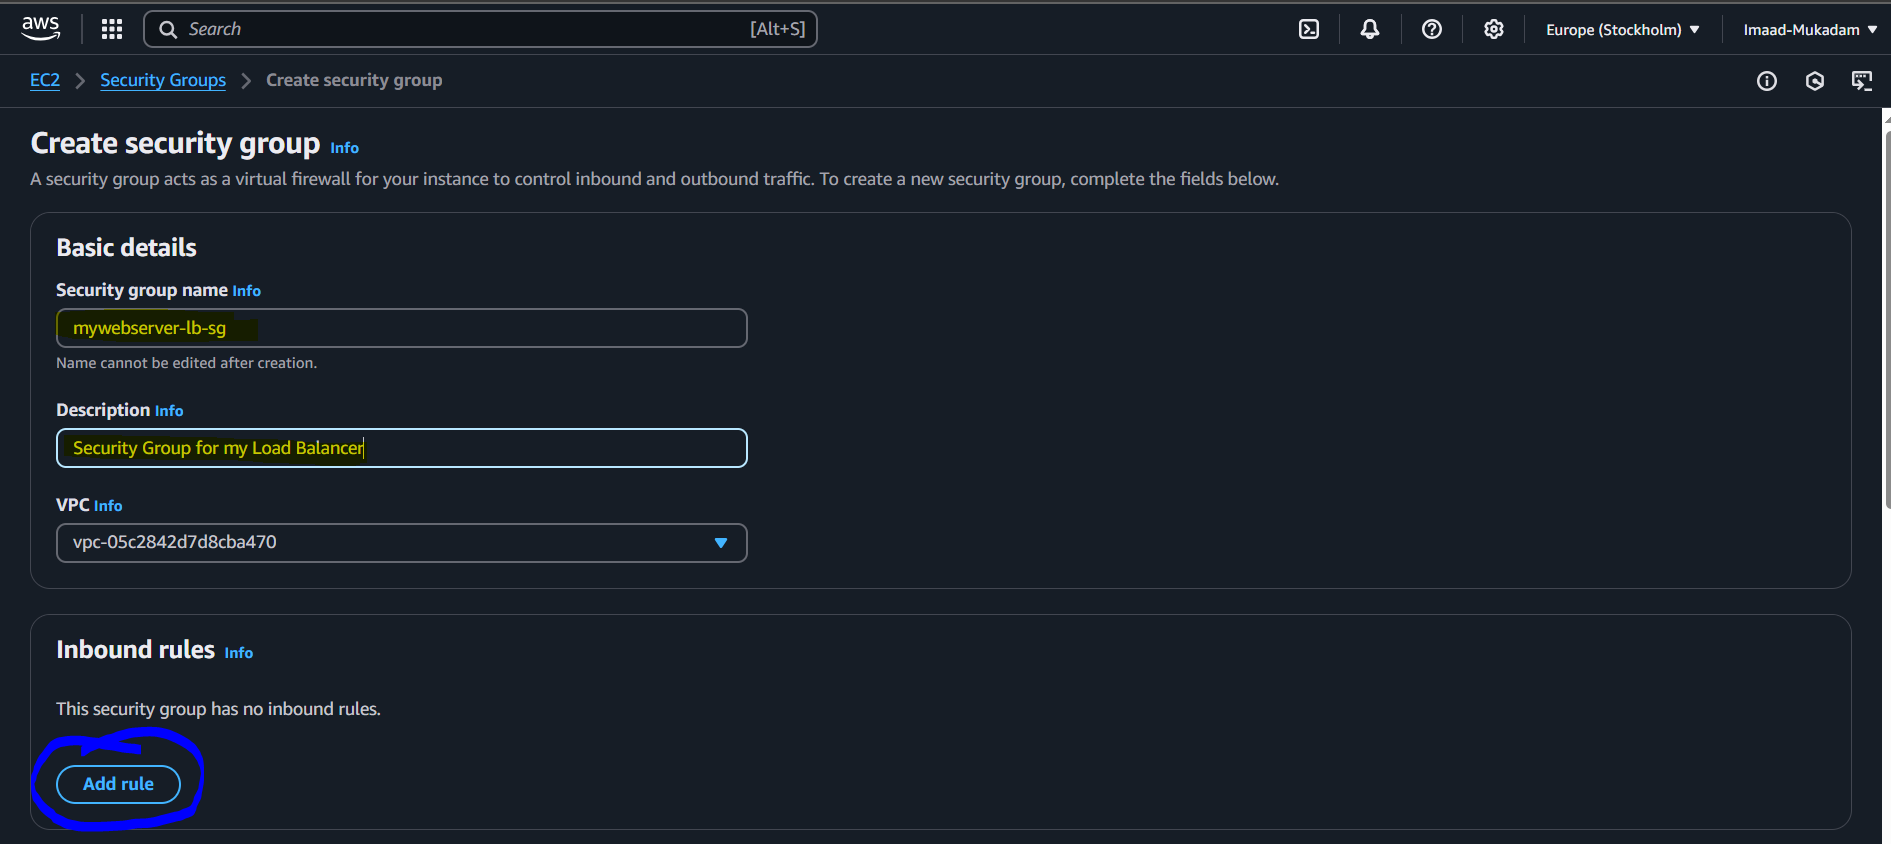 aws
Search [Alt+S]
Europe (Stockholm) Imaad-Mukadam
EC2 Security Groups Create security group
Create security group Info
A security group acts as a virtual firewall for your instance to control inbound and outbound traffic. To create a new security group, complete the fields below.
Basic details
Security group name Info
mywebserver-lb-sg
Name cannot be edited after creation.
Description Info
Security Group for my Load Balancer
VPC Info
vpc-05c2842d7d8cba470
Inbound rules Info
This security group has no inbound rules.
Add rule